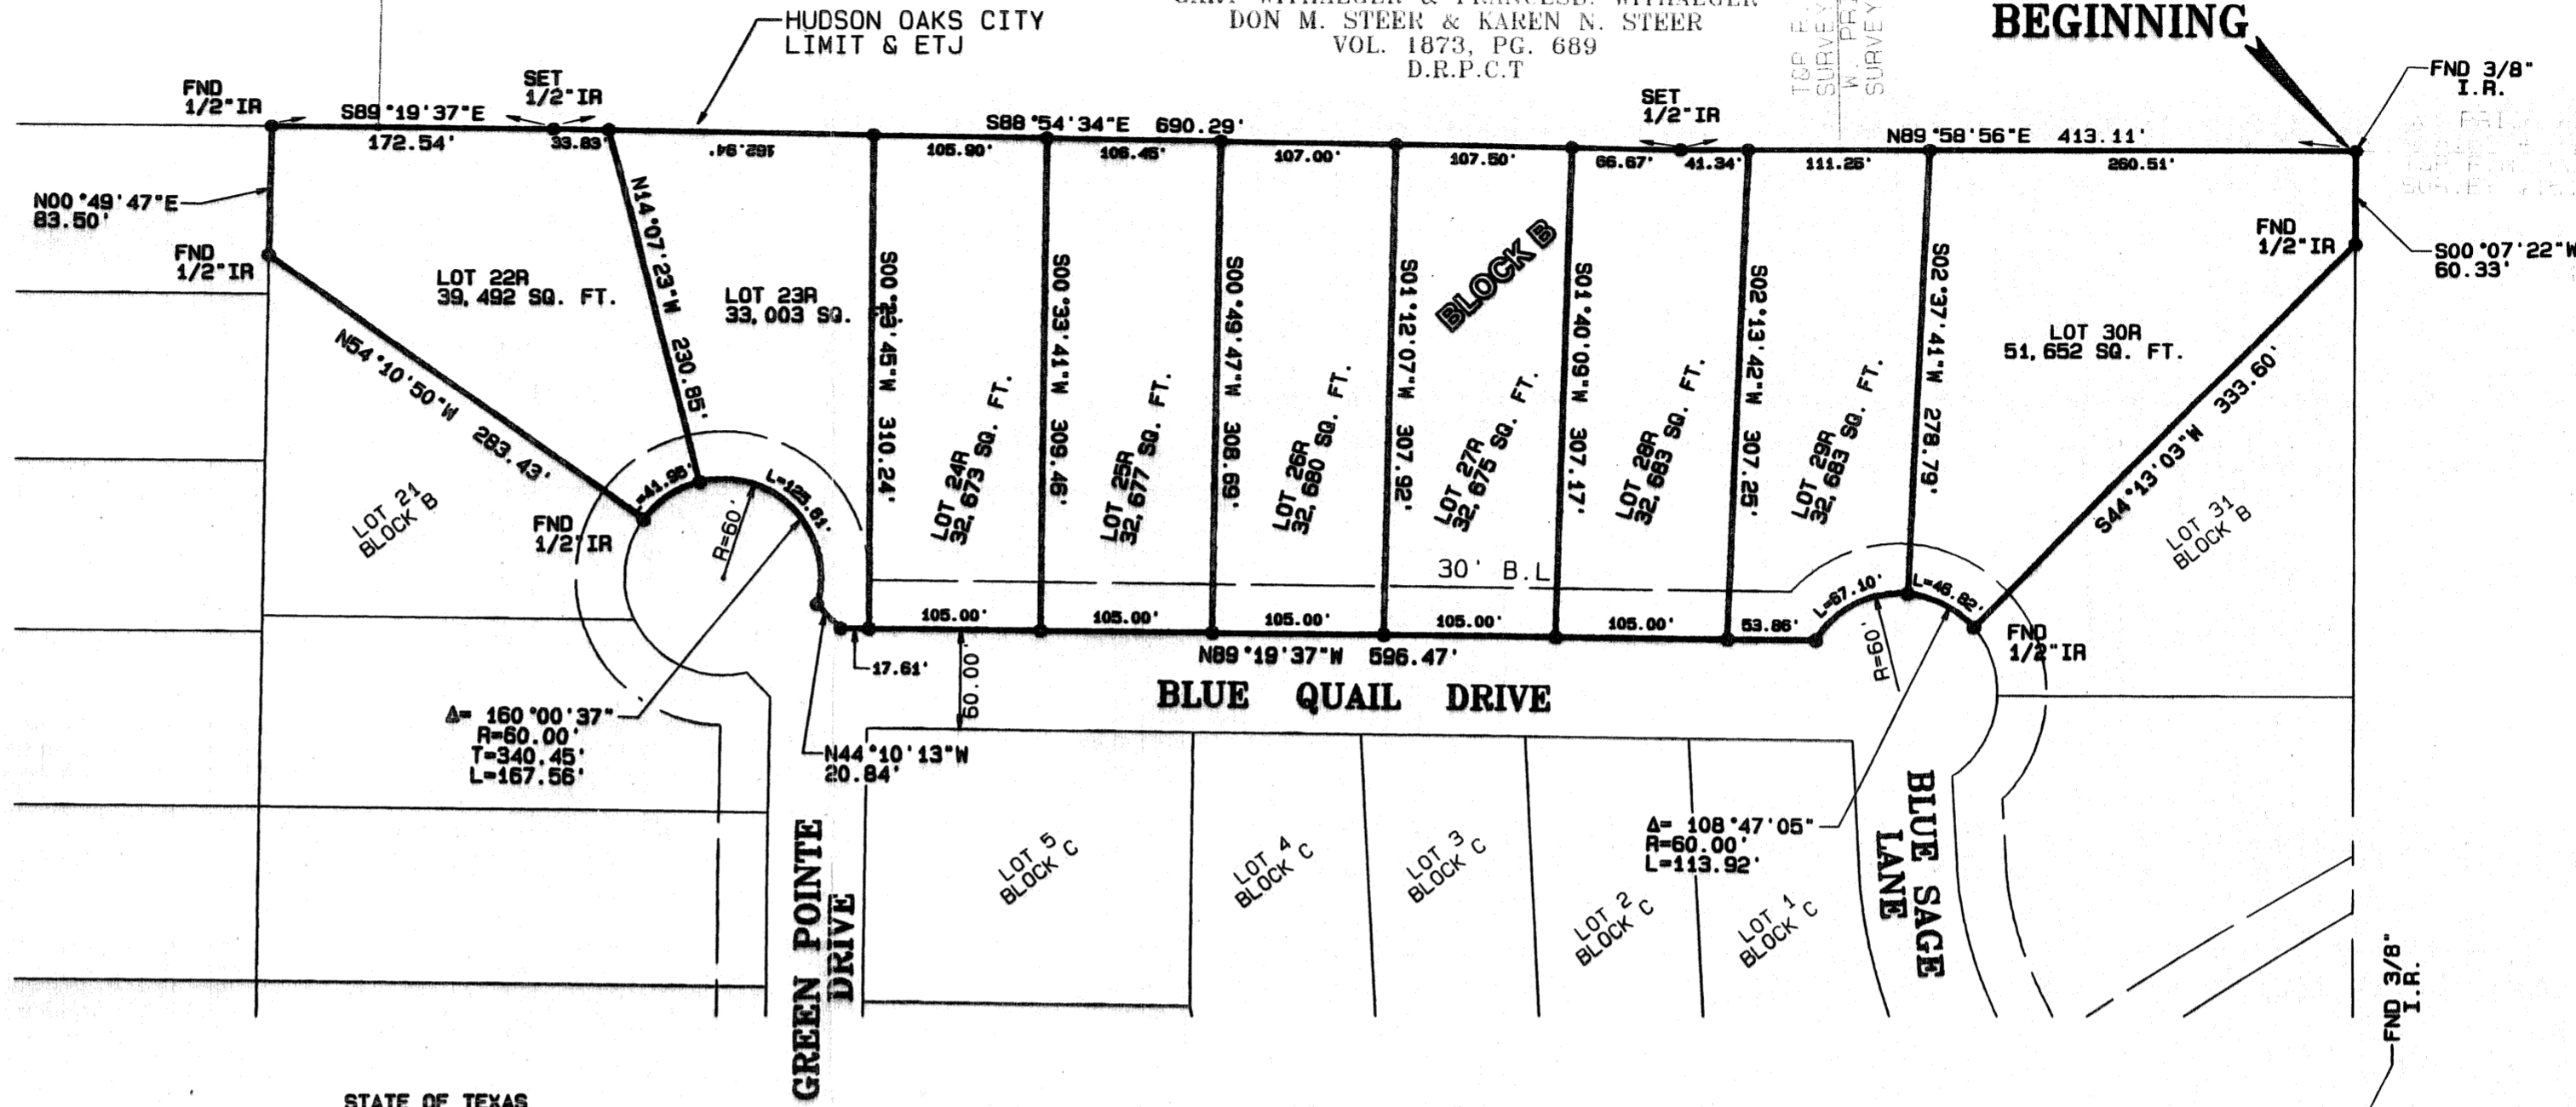 HUDSON OAKS CITY
LIMIT & ETJ
DON M. STEER & KAREN N. STEER
VOL. 1873, PG. 689
D.R.P.C.T
BEGINNING
FND 3/8"
I.R.
FND
1/2"IR
S89°19'37"E
172.54'
SET
1/2"IR
33.83'
162.94'
S88°54'34"E 690.29'
105.90'
106.45'
107.00'
107.50'
66.67'
SET
1/2"IR
41.34'
111.26'
N89°58'56"E 413.11'
260.51'
N00°49'47"E
83.50'
FND
1/2"IR
FND
1/2"IR
S00°07'22"W
60.33'
LOT 22R
39,492 SQ. FT.
N14°07'23"W 230.85'
LOT 23R
33,003 SQ.
N54°10'50"W 283.43'
310.24'
LOT 24R
32,673 SQ. FT.
S00°33'41"W 309.46'
LOT 25R
32,677 SQ. FT.
S00°49'47"W 308.69'
LOT 26R
32,680 SQ. FT.
S01°12'07"W 307.92'
BLOCK B
LOT 27R
32,675 SQ. FT.
S01°40'09"W 307.17'
LOT 28R
32,683 SQ. FT.
S02°13'42"W 307.25'
LOT 29R
32,683 SQ. FT.
S02°37'41"W 278.79'
LOT 30R
51,652 SQ. FT.
S44°13'03"W 333.60'
LOT 31
BLOCK B
LOT 21
BLOCK B
FND
1/2"IR
L=41.95'
L=125.61'
R=60'
30' B.L
105.00'
105.00'
105.00'
105.00'
105.00'
53.86'
L=67.10'
L=46.82'
R=60'
FND
1/2"IR
17.61'
60.00'
N89°19'37"W 596.47'
BLUE QUAIL DRIVE
Δ= 160°00'37"
R=60.00'
T=340.45'
L=167.56'
N44°10'13"W
20.84'
GREEN POINTE
DRIVE
LOT 5
BLOCK C
LOT 4
BLOCK C
LOT 3
BLOCK C
LOT 2
BLOCK C
LOT 1
BLOCK C
Δ= 108°47'05"
R=60.00'
L=113.92'
BLUE SAGE
LANE
FND 3/8"
I.R.
STATE OF TEXAS